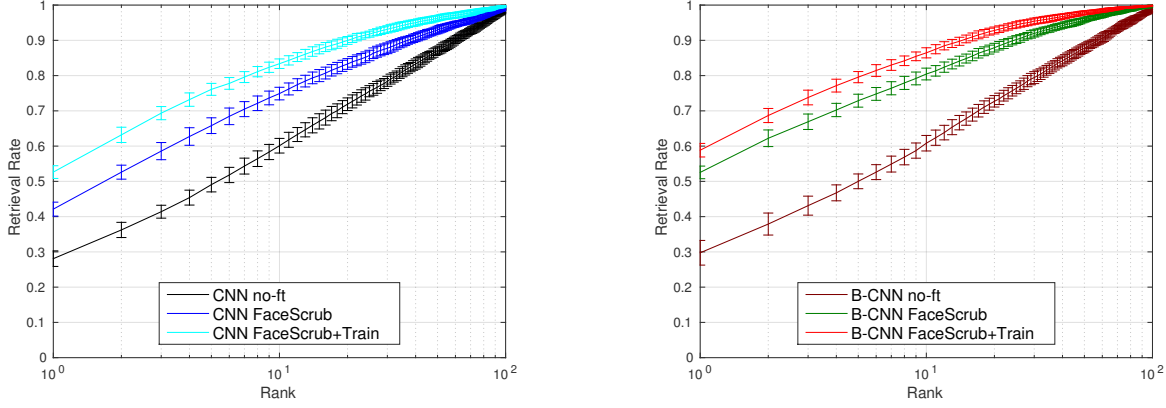 1
0.9
0.8
0.7
0.6
0.5
0.4
0.3
0.2
0.1
0
Retrieval Rate
CNN no-ft
CNN FaceScrub
CNN FaceScrub+Train
10^0
10^1
10^2
Rank
1
0.9
0.8
0.7
0.6
0.5
0.4
0.3
0.2
0.1
0
Retrieval Rate
B-CNN no-ft
B-CNN FaceScrub
B-CNN FaceScrub+Train
10^0
10^1
10^2
Rank